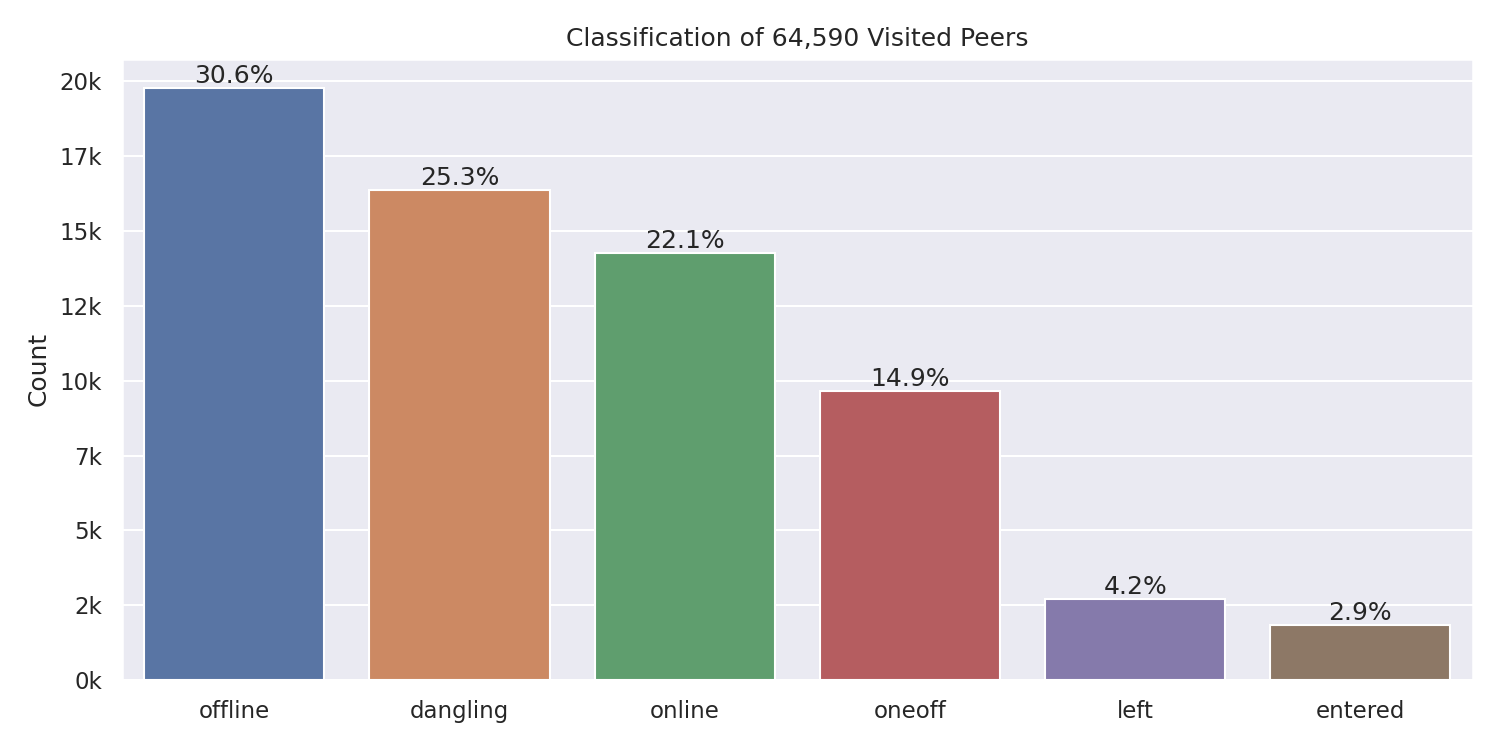 Classification of 64,590 Visited Peers
Count
20k
17k
15k
12k
10k
7k
5k
2k
0k
30.6%
25.3%
22.1%
14.9%
4.2%
2.9%
offline
dangling
online
oneoff
left
entered